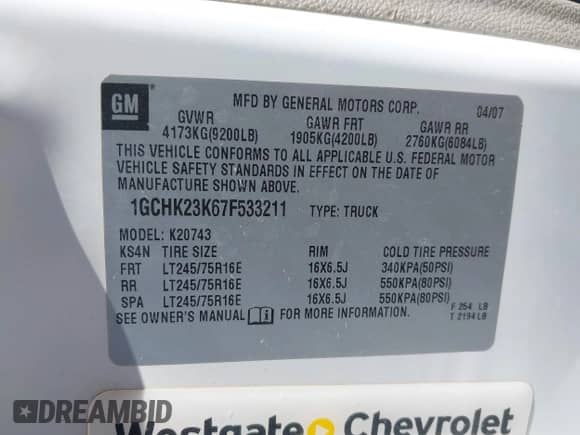 GM
MFD BY GENERAL MOTORS CORP. 04/07
GVWR GAWR FRT GAWR RR
4173KG(9200LB) 1905KG(4200LB) 2760KG(6084LB)
THIS VEHICLE CONFORMS TO ALL APPLICABLE U.S. FEDERAL MOTOR
VEHICLE SAFETY STANDARDS IN EFFECT ON THE DATE OF
MANUFACTURE SHOWN ABOVE.
1GCHK23K67F533211 TYPE: TRUCK
MODEL: K20743
KS4N TIRE SIZE RIM COLD TIRE PRESSURE
FRT LT245/75R16E 16X6.5J 340KPA(50PSI)
RR LT245/75R16E 16X6.5J 550KPA(80PSI)
SPA LT245/75R16E 16X6.5J 550KPA(80PSI)
SEE OWNER'S MANUAL FOR MORE INFORMATION.
F 254 LB
T 2194 LB
Westgate Chevrolet
DREAMBID